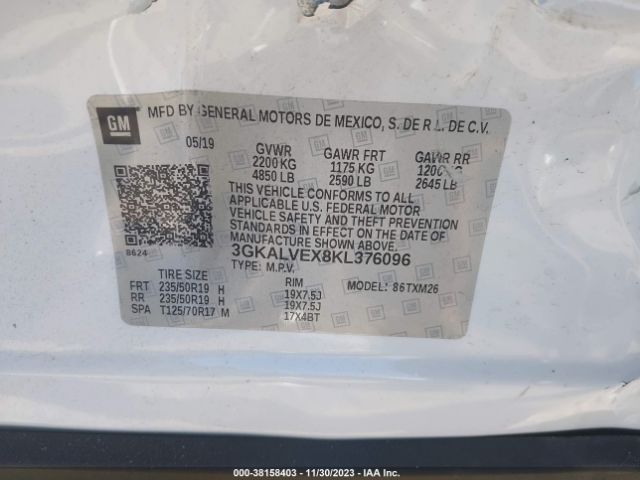 GM MFD BY GENERAL MOTORS DE MEXICO, S. DE R.L. DE C.V.
05/19 GVWR GAWR FRT GAWR RR
2200 KG 1175 KG 1200 KG
4850 LB 2590 LB 2645 LB
THIS VEHICLE CONFORMS TO ALL
APPLICABLE U.S. FEDERAL MOTOR
VEHICLE SAFETY AND THEFT PREVENTION
STANDARDS IN EFFECT ON THE DATE OF
MANUFACTURE SHOWN ABOVE.
8624 3GKALVEX8KL376096
TYPE: M.P.V.
TIRE SIZE RIM MODEL: 86TXM26
FRT 235/50R19 H 19X7.5J
RR 235/50R19 H 19X7.5J
SPA T125/70R17 M 17X4BT
000-38158403 - 11/30/2023 - IAA Inc.